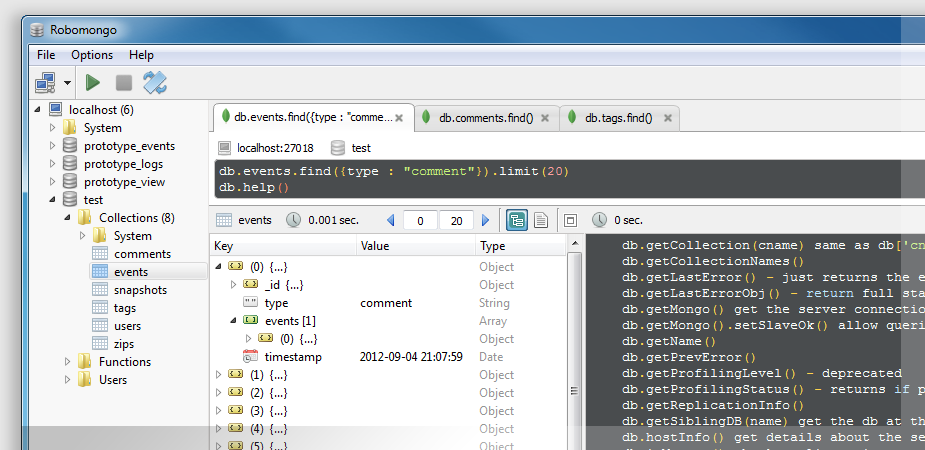 Robomongo
File Options Help
localhost (6)
System
prototype_events
prototype_logs
prototype_view
test
Collections (8)
System
comments
events
snapshots
tags
users
zips
Functions
Users
db.events.find({type : "comme...
db.comments.find()
db.tags.find()
localhost:27018 test
db.events.find({type : "comment"}).limit(20)
db.help()
events 0.001 sec. 0 20
Key Value Type
(0) {...} Object
_id {...} Object
type comment String
events [1] Array
(0) {...} Object
timestamp 2012-09-04 21:07:59 Date
(1) {...} Object
(2) {...} Object
(3) {...} Object
(4) {...} Object
(5) {...} Object
0 sec.
db.getCollection(cname) same as db['cn
db.getCollectionNames()
db.getLastError() - just returns the e
db.getLastErrorObj() - return full sta
db.getMongo() get the server connectio
db.getMongo().setSlaveOk() allow queri
db.getName()
db.getPrevError()
db.getProfilingLevel() - deprecated
db.getProfilingStatus() - returns if p
db.getReplicationInfo()
db.getSiblingDB(name) get the db at th
db.hostInfo() get details about the se